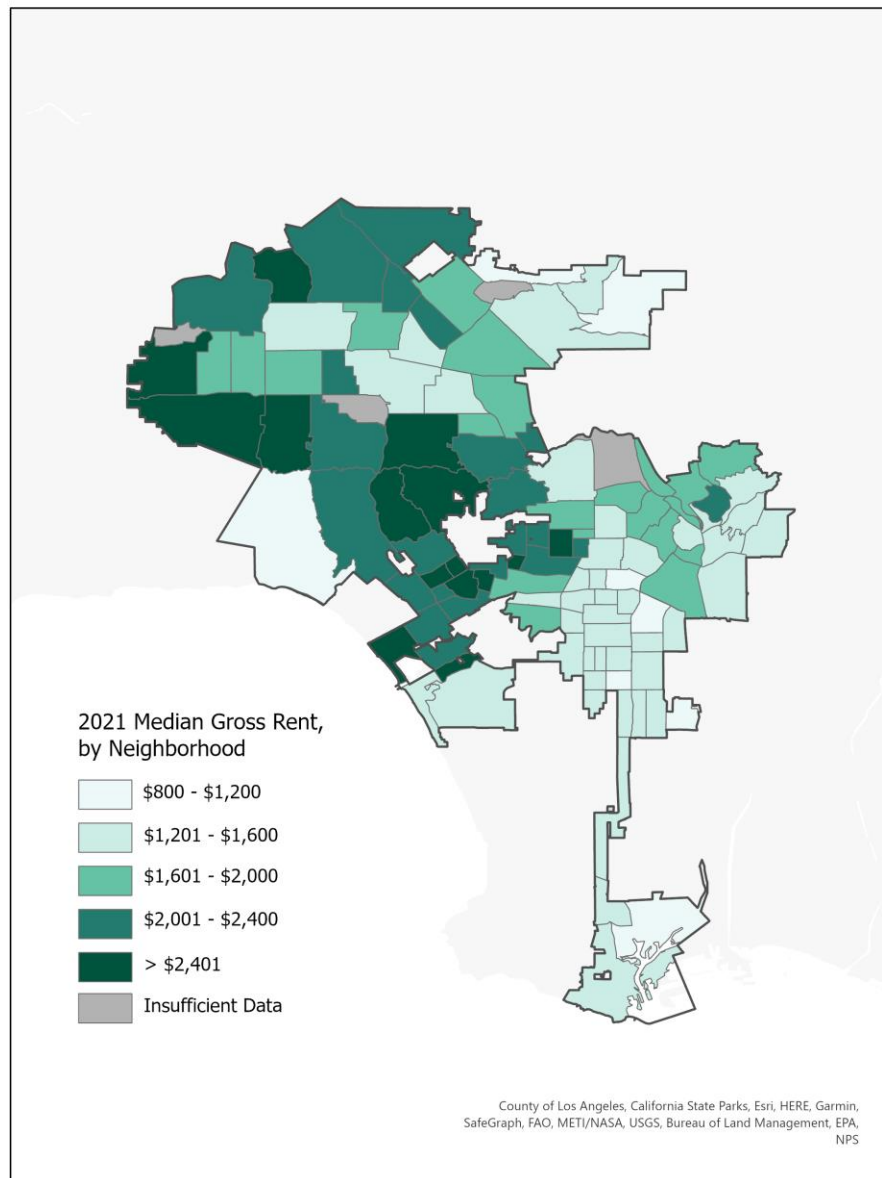 2021 Median Gross Rent,
by Neighborhood
$800 - $1,200
$1,201 - $1,600
$1,601 - $2,000
$2,001 - $2,400
> $2,401
Insufficient Data
County of Los Angeles, California State Parks, Esri, HERE, Garmin,
SafeGraph, FAO, METI/NASA, USGS, Bureau of Land Management, EPA,
NPS